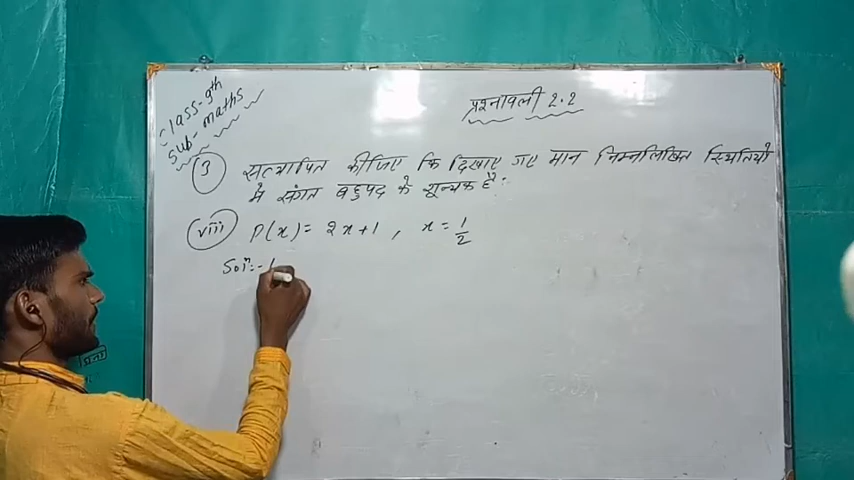 class-9th
sub-maths
प्रश्नावली 2.2
3 सत्यापित कीजिए कि दिखाए गए मान निम्नलिखित स्थितियों
में संगत बहुपद के शून्यक है:
viii P(x) = 2x+1, x = 1/2
Solⁿ:-